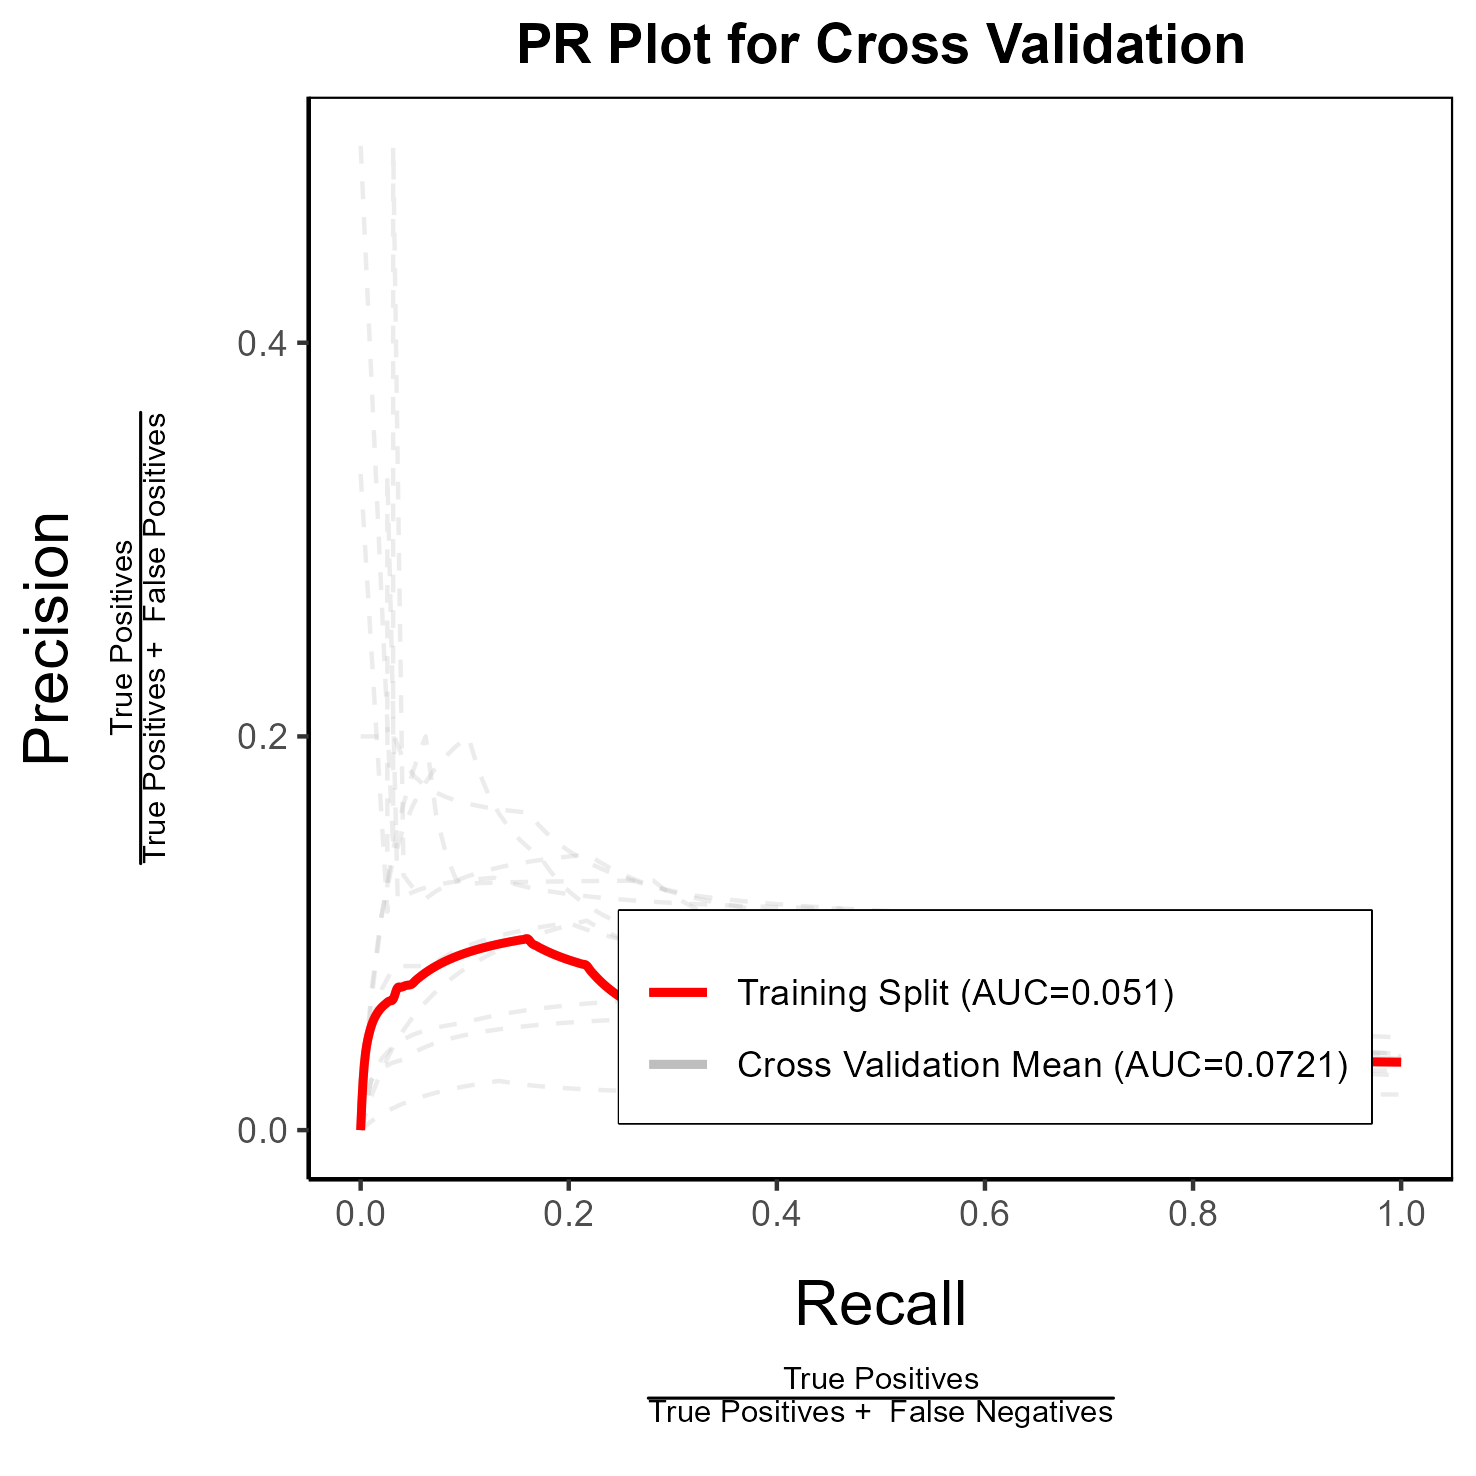 PR Plot for Cross Validation
Precision
True Positives
True Positives + False Positives
0.4
0.2
0.0
Training Split (AUC=0.051)
Cross Validation Mean (AUC=0.0721)
0.0 0.2 0.4 0.6 0.8 1.0
Recall
True Positives
True Positives + False Negatives